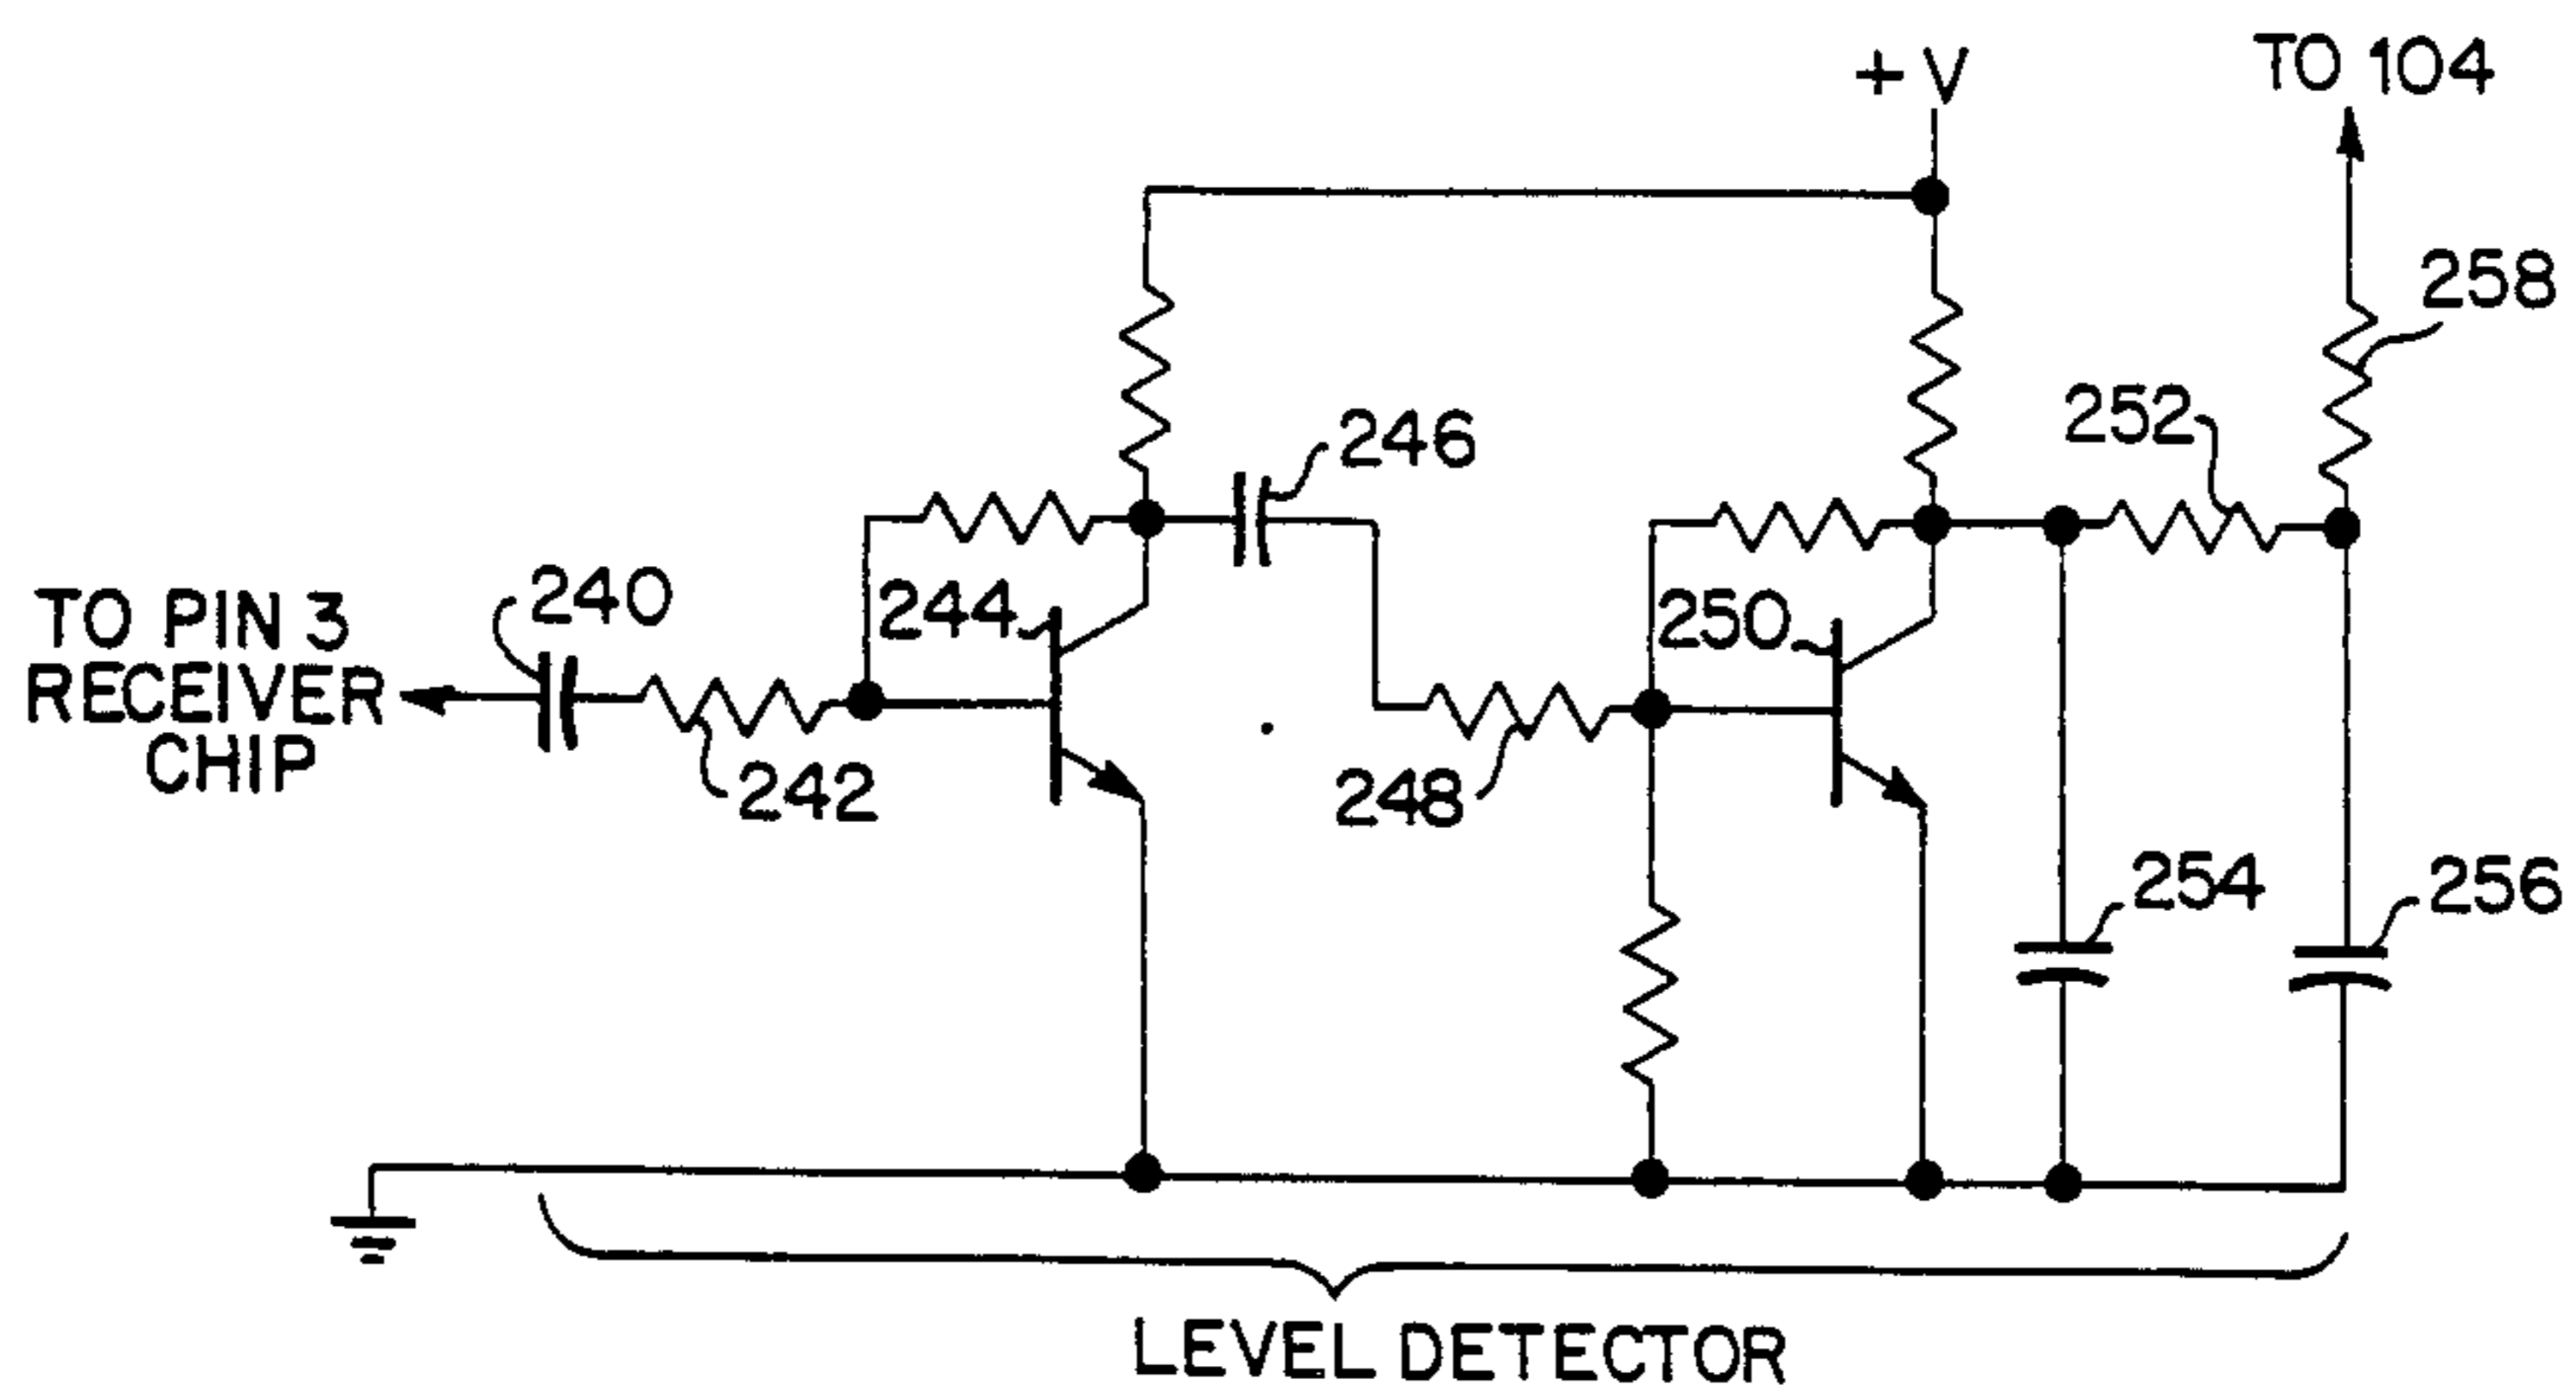 + V
TO 104
258
252
246
240
244
250
TO PIN 3
RECEIVER
CHIP
242
248
254
256
LEVEL DETECTOR